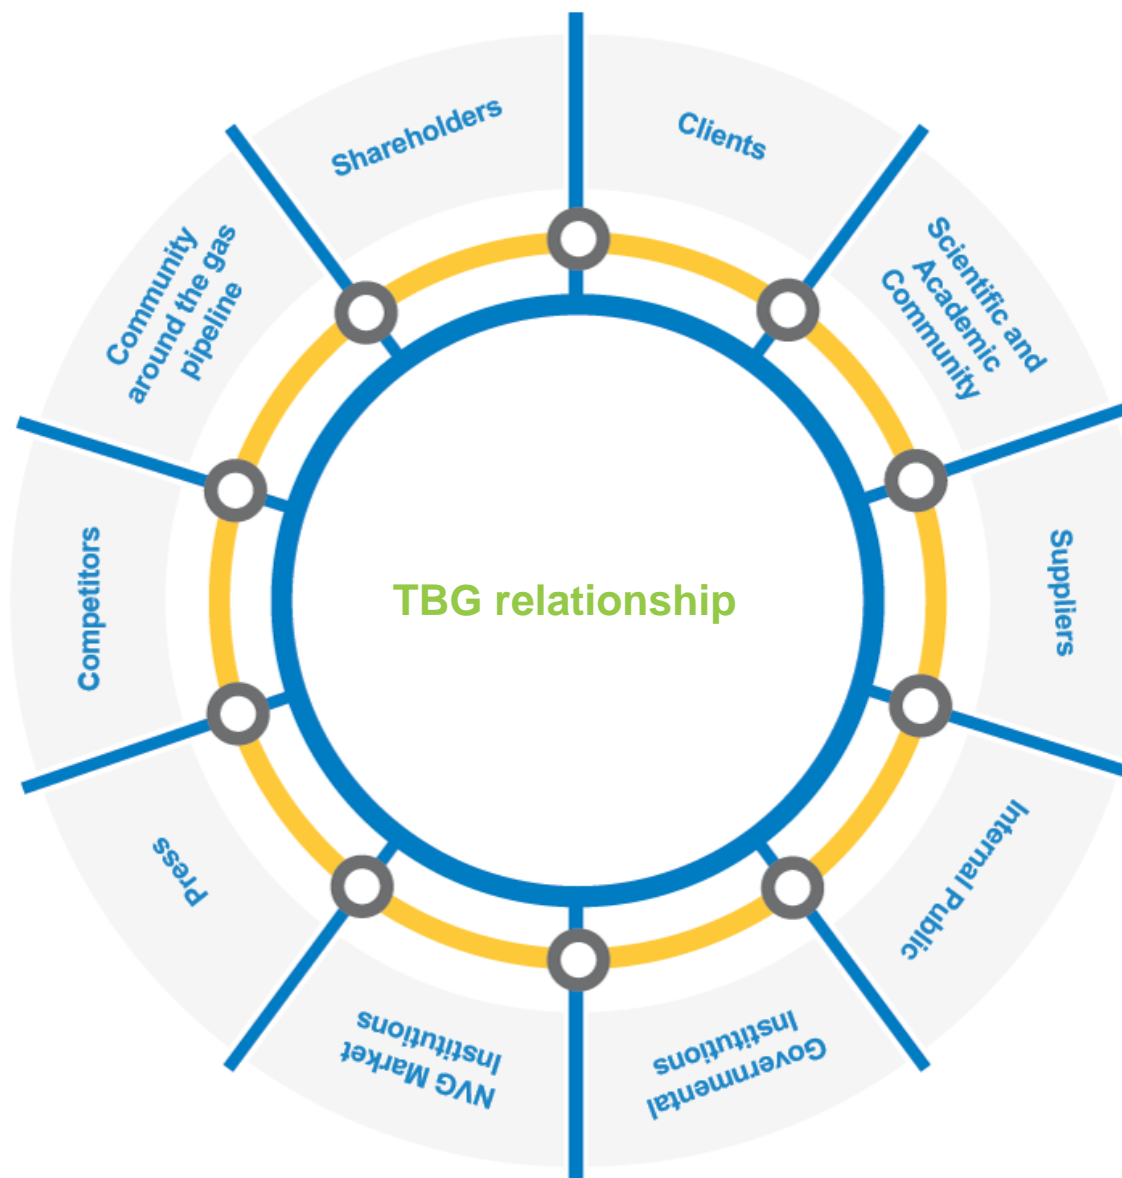 Shareholders
Clients
Scientific and
Academic
Community
Suppliers
Internal Public
Governmental
Institutions
NVG Market
Institutions
Press
Competitors
Community
around the gas
pipeline
TBG relationship